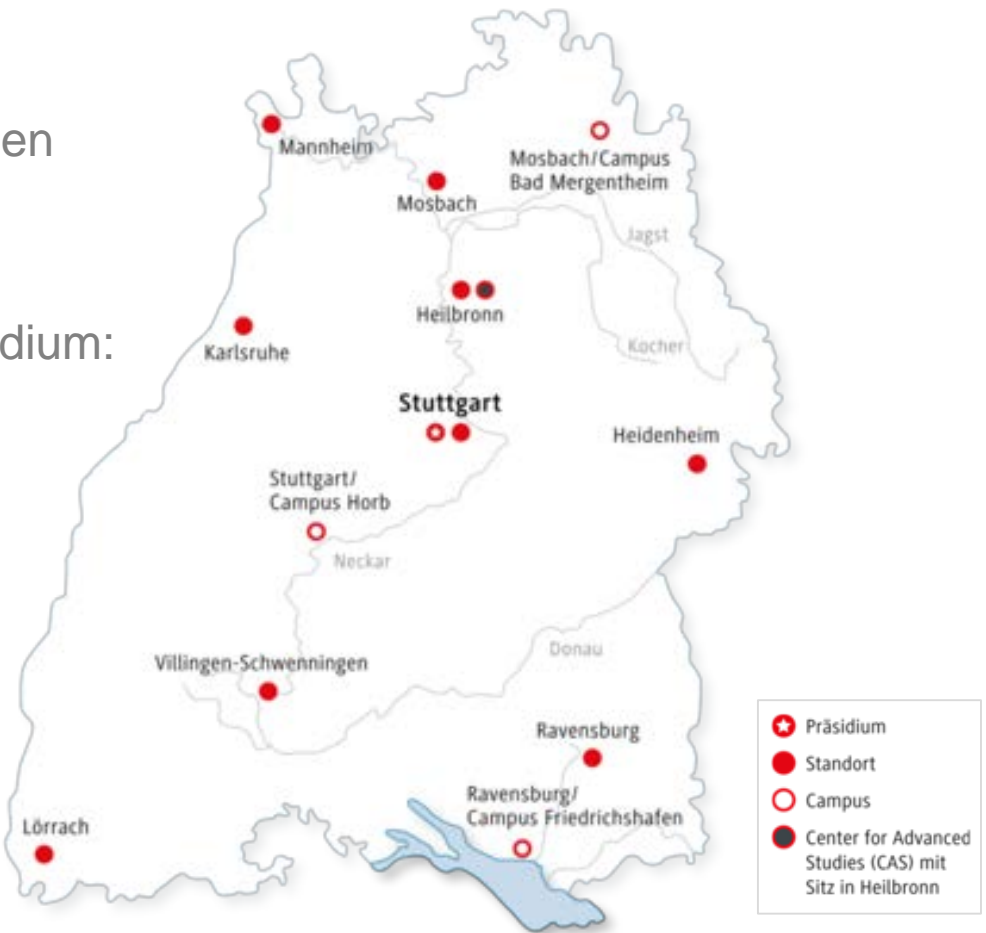 en
dium:
Mannheim
Mosbach/Campus
Bad Mergentheim
Mosbach
Jagst
Heilbronn
Karlsruhe
Kocher
Stuttgart
Heidenheim
Stuttgart/
Campus Horb
Neckar
Villingen-Schwenningen
Donau
Ravensburg
Ravensburg/
Campus Friedrichshafen
Lörrach
Präsidium
Standort
Campus
Center for Advanced
Studies (CAS) mit
Sitz in Heilbronn